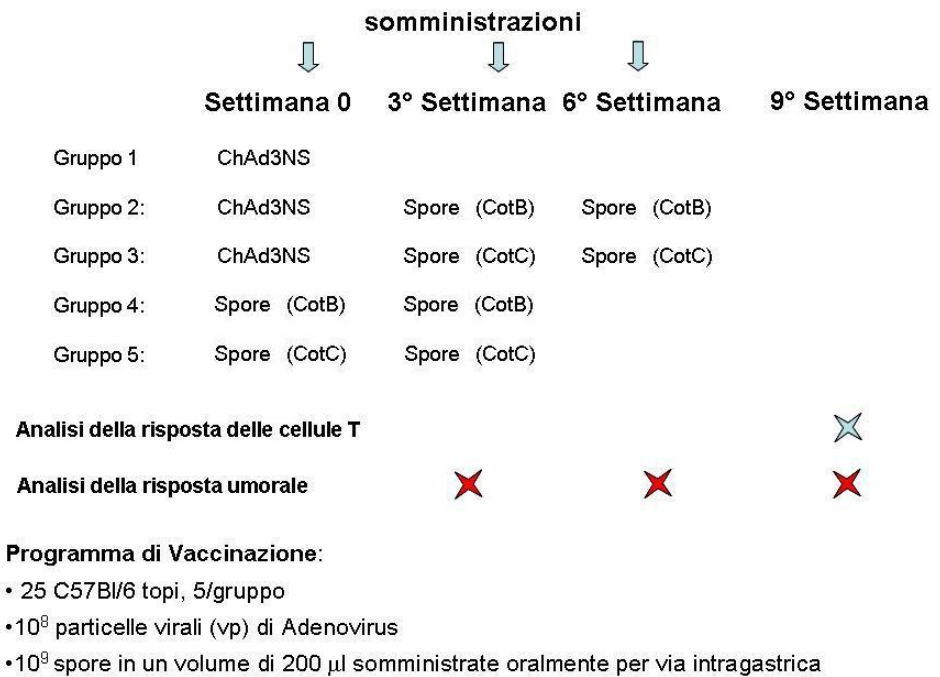 somministrazioni
Settimana 0 3° Settimana 6° Settimana 9° Settimana
Gruppo 1 ChAd3NS
Gruppo 2: ChAd3NS Spore (CotB) Spore (CotB)
Gruppo 3: ChAd3NS Spore (CotC) Spore (CotC)
Gruppo 4: Spore (CotB) Spore (CotB)
Gruppo 5: Spore (CotC) Spore (CotC)
Analisi della risposta delle cellule T
Analisi della risposta umorale
Programma di Vaccinazione:
• 25 C57Bl/6 topi, 5/gruppo
•10⁸ particelle virali (vp) di Adenovirus
•10⁹ spore in un volume di 200 μl somministrate oralmente per via intragastrica